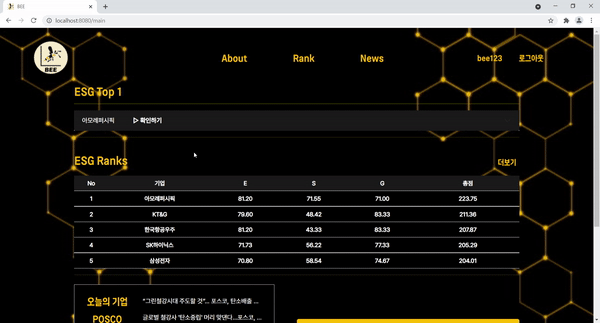 BEE
localhost:8080/main
BEE
About Rank News bee123 로그아웃
ESG Top 1
아모레퍼시픽 ▷ 확인하기
ESG Ranks 더보기
No 기업 E S G 총점
1 아모레퍼시픽 81.20 71.55 71.00 223.75
2 KT&G 79.60 48.42 83.33 211.36
3 한국항공우주 81.20 43.33 83.33 207.87
4 SK하이닉스 71.73 56.22 77.33 205.29
5 삼성전자 70.80 58.54 74.67 204.01
오늘의 기업 "그린철강시대 주도할 것"... 포스코, 탄소배출 ...
POSCO 글로벌 철강사 '탄소중립' 머리 맞댄다...포스코, ...